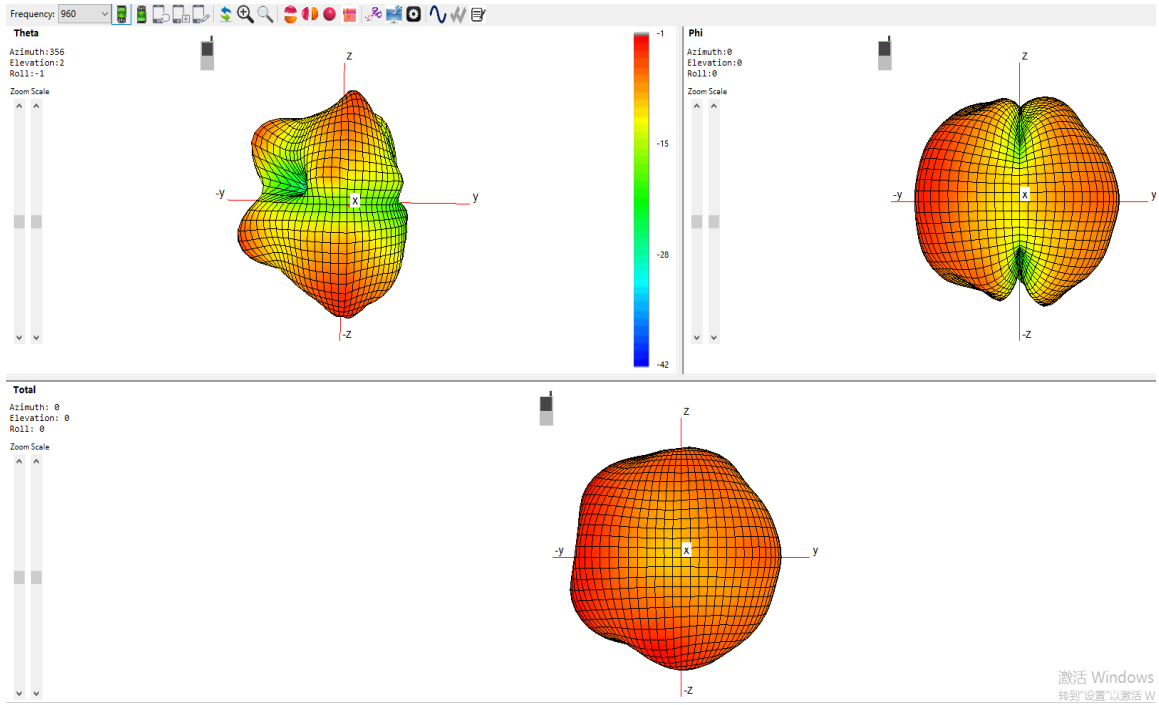 Frequency: 960
Theta
Azimuth:356
Elevation:2
Roll:-1
Zoom Scale
Z
-y
X
y
-Z
-1
-15
-28
-42
Phi
Azimuth:0
Elevation:0
Roll:0
Zoom Scale
Z
-y
X
y
-Z
Total
Azimuth: 0
Elevation: 0
Roll: 0
Zoom Scale
Z
-y
X
y
-Z
激活 Windows
转到"设置"以激活 W